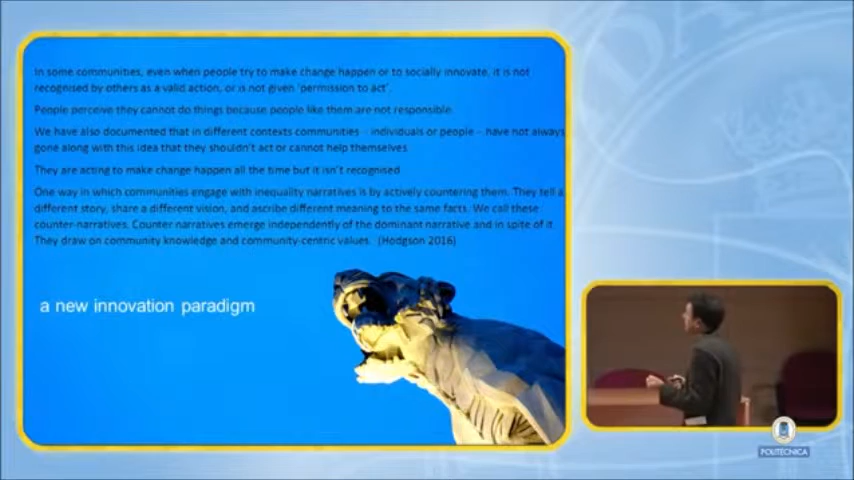 In some communities, even when people try to make change happen or to socially innovate, it is not
recognised by others as a valid action, or is not given 'permission to act'.
People perceive they cannot do things because people like them are not responsible.
We have also documented that in different contexts communities – individuals or people – have not always
gone along with this idea that they shouldn't act or cannot help themselves
They are acting to make change happen all the time but it isn't recognised
One way in which communities engage with inequality narratives is by actively countering them. They tell a
different story, share a different vision, and ascribe different meaning to the same facts. We call these
counter-narratives. Counter narratives emerge independently of the dominant narrative and in spite of it
They draw on community knowledge and community-centric values. (Hodgson 2016)
a new innovation paradigm
POLITECNICA